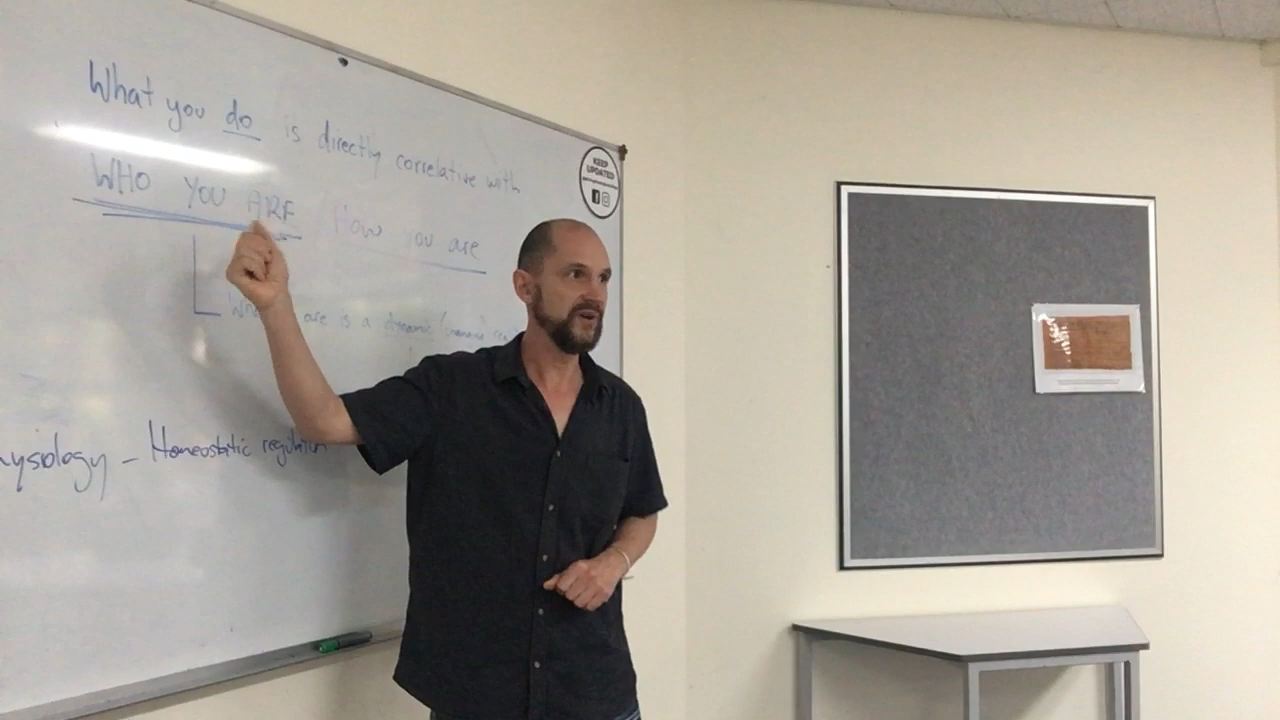 What you do is directly correlative with
WHO YOU ARE / How you are
are is a dynamic
ysiology - Homeostatic regulation
KEEP
UPDATED